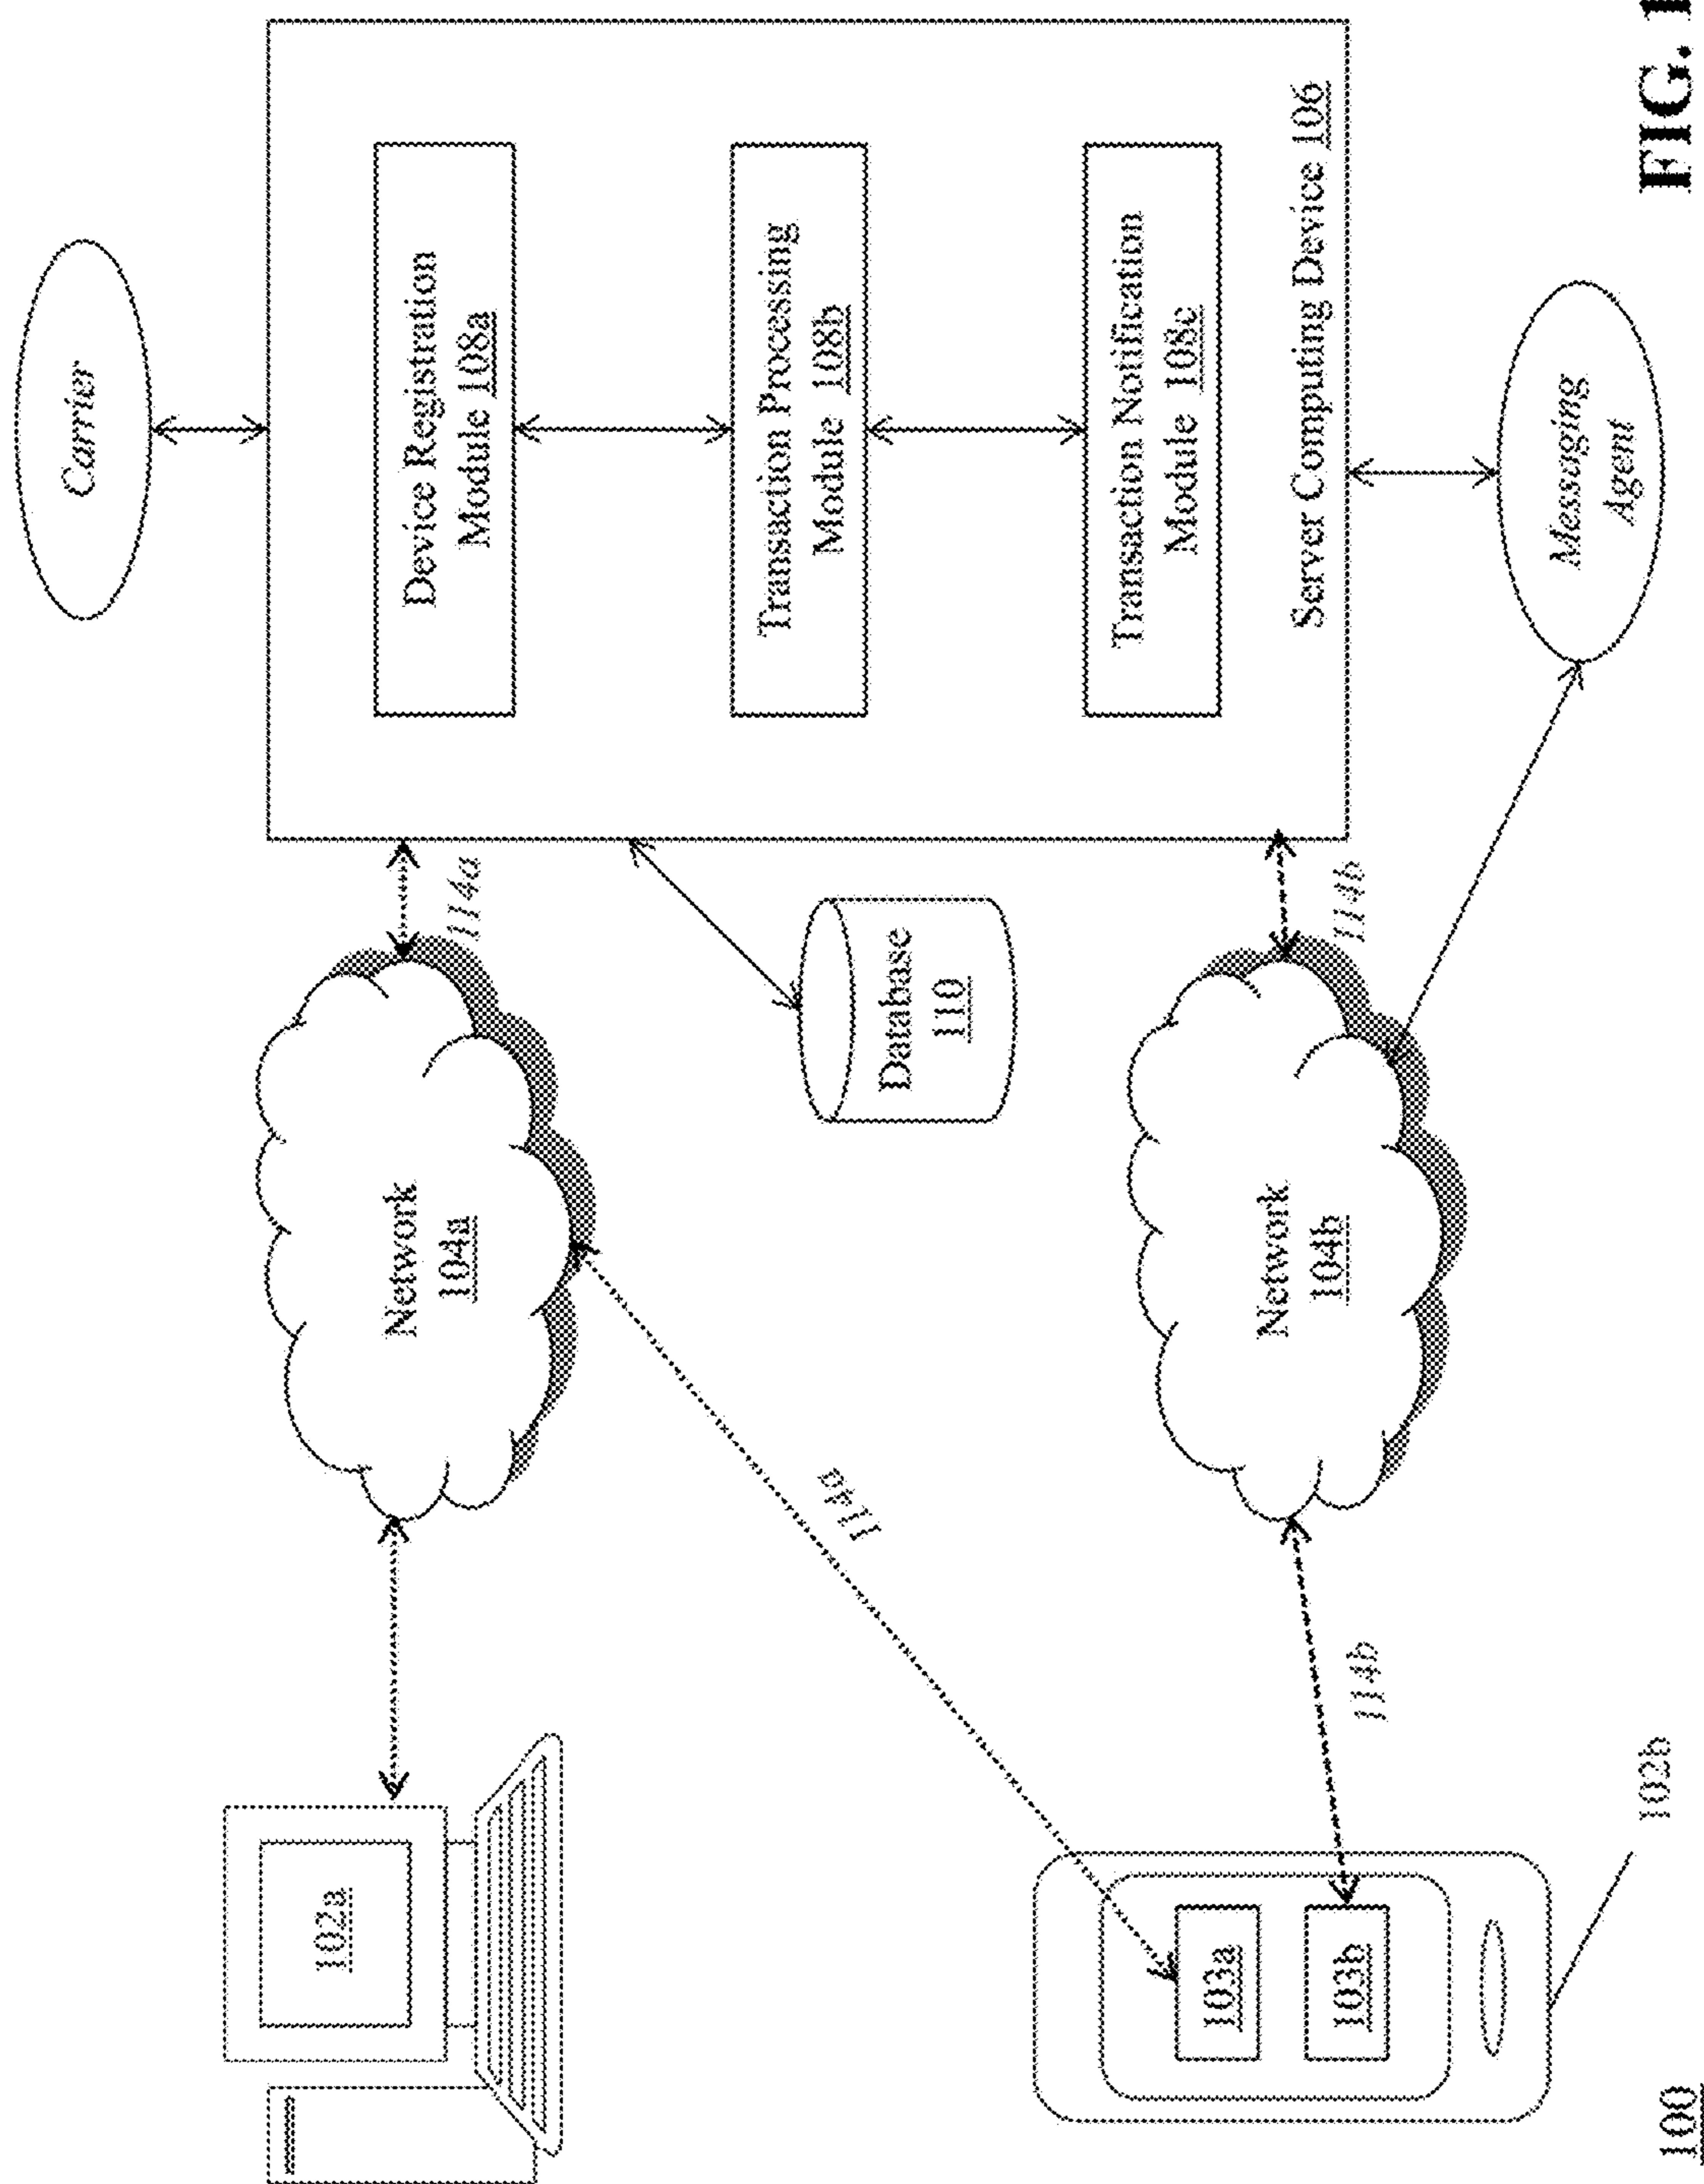 100
102a
102b
103a
103b
114a
114b
Network
104a
Network
104b
114a
114b
Database
110
Carrier
Device Registration
Module 108a
Transaction Processing
Module 108b
Transaction Notification
Module 108c
Server Computing Device 106
Messaging
Agent
FIG. 1